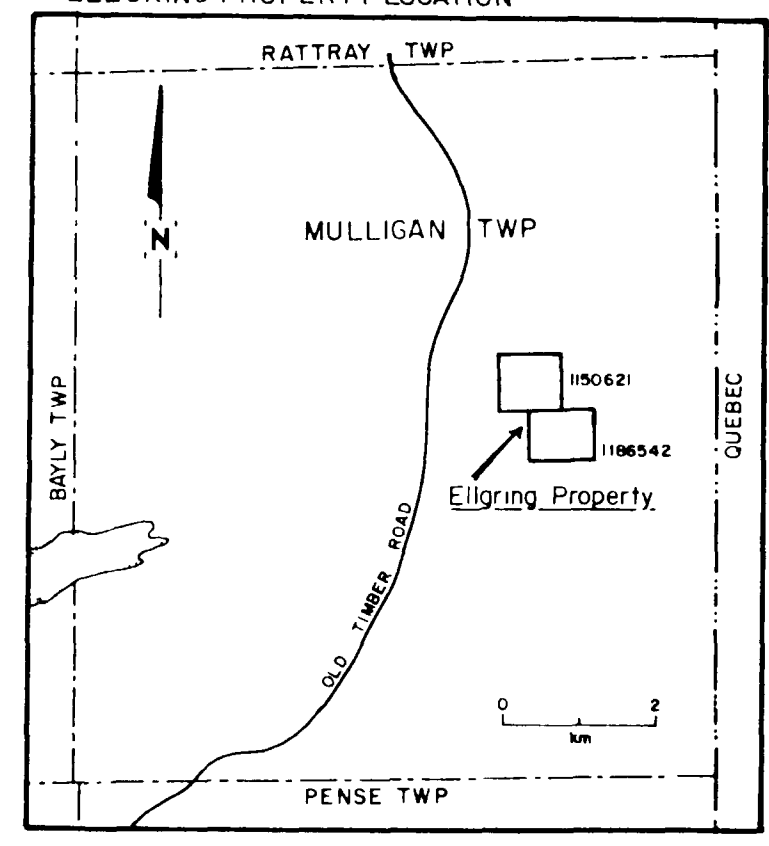 RATTRAY TWP
N
MULLIGAN TWP
1150621
1186542
BAYLY TWP
QUEBEC
Ellgring Property
OLD TIMBER ROAD
0 2
km
PENSE TWP